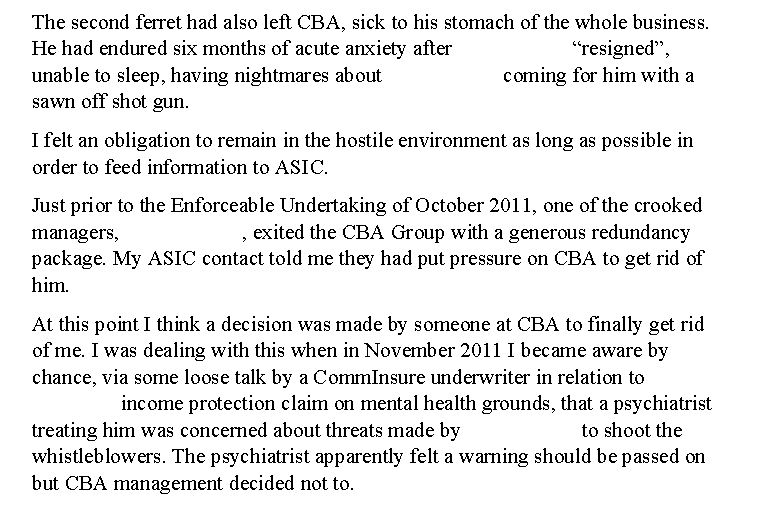 The second ferret had also left CBA, sick to his stomach of the whole business.
He had endured six months of acute anxiety after “resigned”,
unable to sleep, having nightmares about coming for him with a
sawn off shot gun.
I felt an obligation to remain in the hostile environment as long as possible in
order to feed information to ASIC.
Just prior to the Enforceable Undertaking of October 2011, one of the crooked
managers, , exited the CBA Group with a generous redundancy
package. My ASIC contact told me they had put pressure on CBA to get rid of
him.
At this point I think a decision was made by someone at CBA to finally get rid
of me. I was dealing with this when in November 2011 I became aware by
chance, via some loose talk by a CommInsure underwriter in relation to
income protection claim on mental health grounds, that a psychiatrist
treating him was concerned about threats made by to shoot the
whistleblowers. The psychiatrist apparently felt a warning should be passed on
but CBA management decided not to.